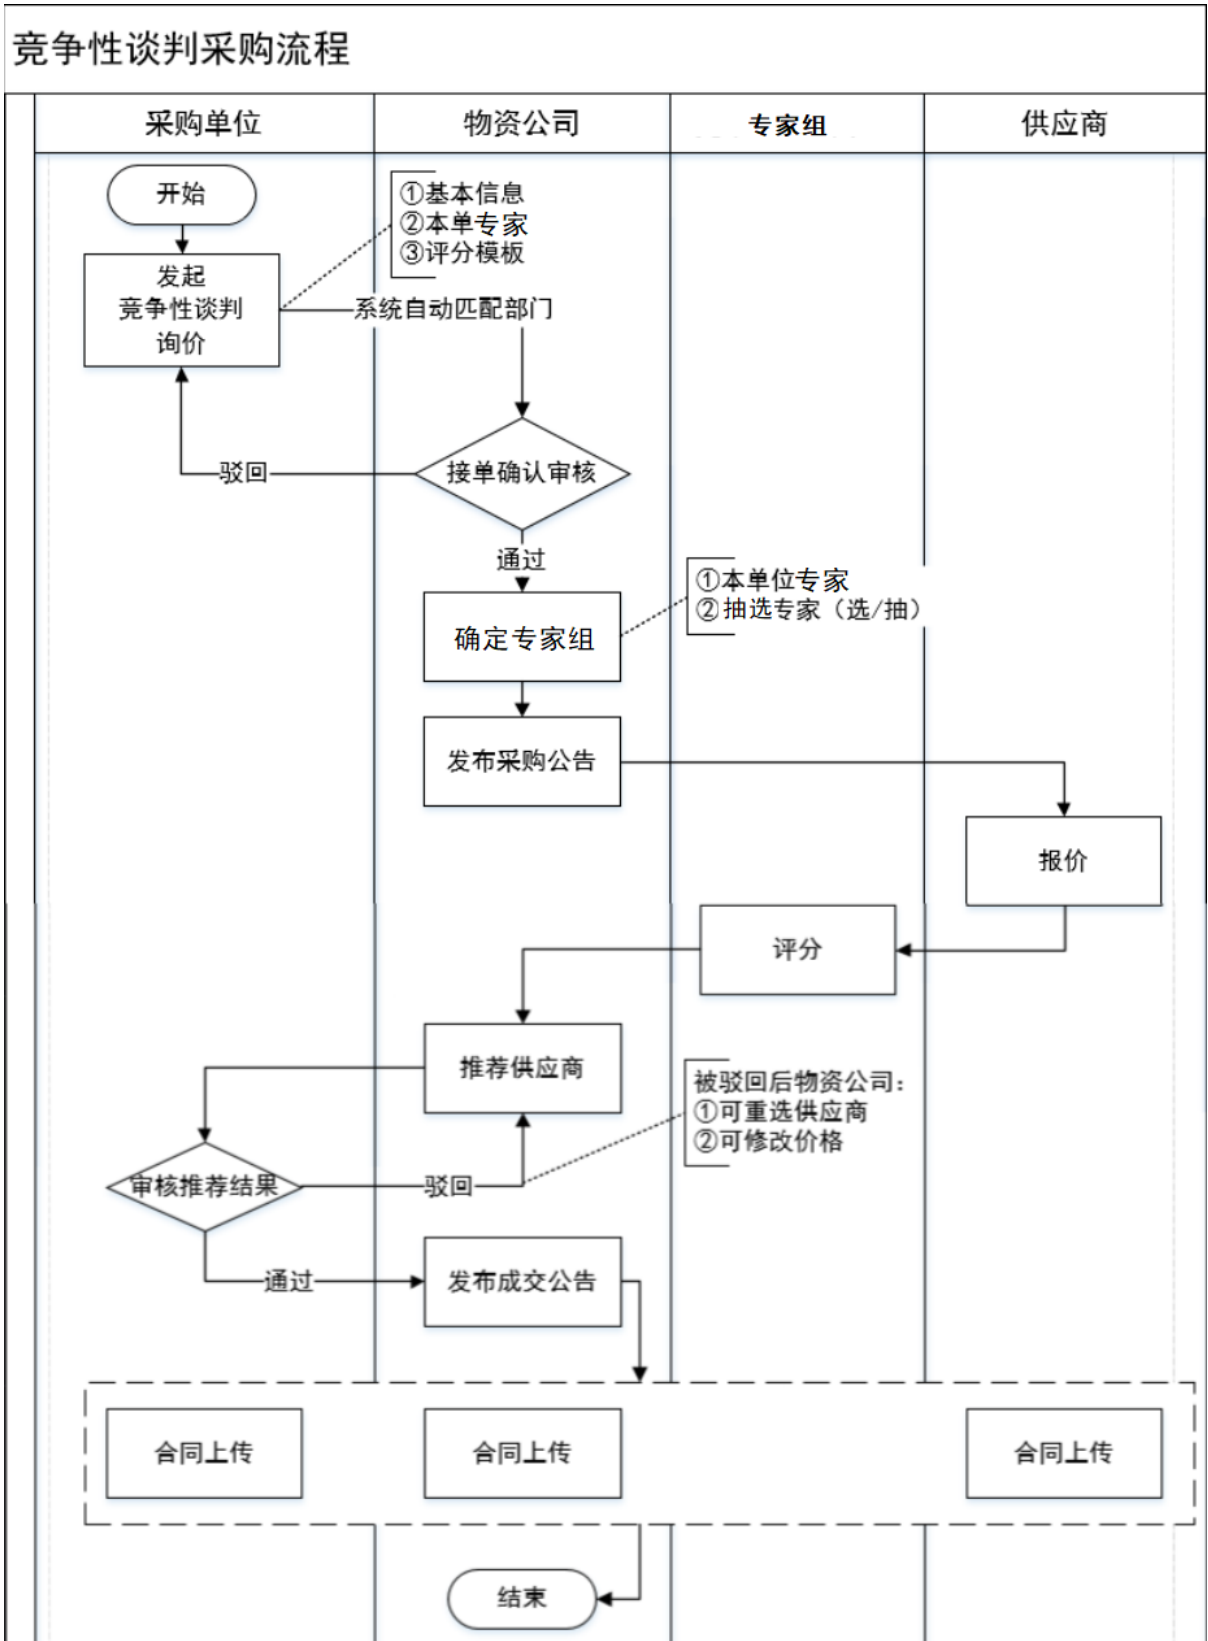 竞争性谈判采购流程
采购单位
物资公司
专家组
供应商
开始
①基本信息
②本单专家
③评分模板
发起
竞争性谈判
询价
系统自动匹配部门
驳回
接单确认审核
通过
①本单位专家
②抽选专家（选/抽）
确定专家组
发布采购公告
报价
评分
推荐供应商
被驳回后物资公司：
①可重选供应商
②可修改价格
审核推荐结果
驳回
通过
发布成交公告
合同上传
合同上传
合同上传
结束